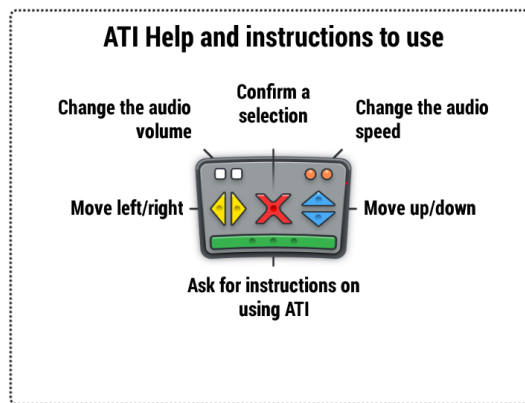 ATI Help and instructions to use
Confirm a
selection
Change the audio
volume
Change the audio
speed
Move left/right
Move up/down
Ask for instructions on
using ATI